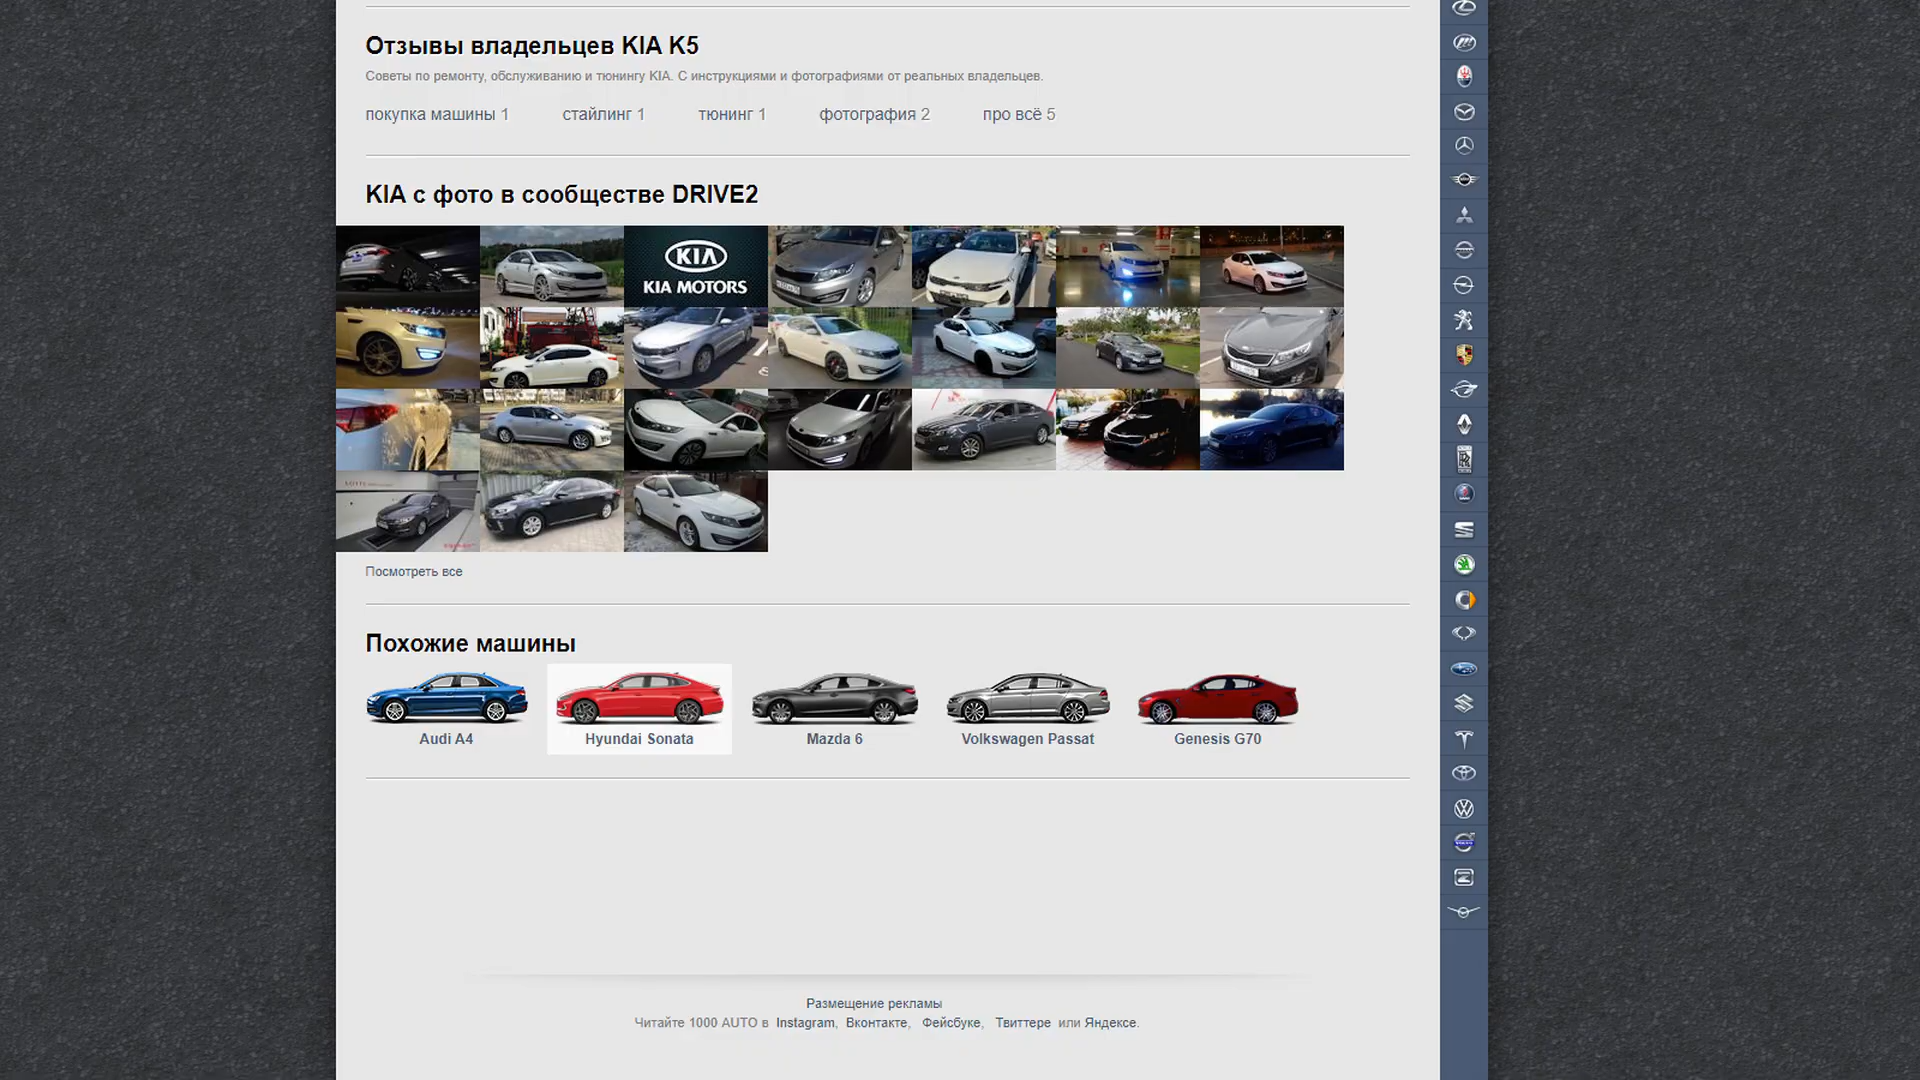 Отзывы владельцев KIA K5
Советы по ремонту, обслуживанию и тюнингу KIA. С инструкциями и фотографиями от реальных владельцев.
покупка машины 1 стайлинг 1 тюнинг 1 фотография 2 про всё 5
KIA с фото в сообществе DRIVE2
KIA
KIA MOTORS
Посмотреть все
Похожие машины
Audi A4 Hyundai Sonata Mazda 6 Volkswagen Passat Genesis G70
Размещение рекламы
Читайте 1000 AUTO в Instagram, Вконтакте, Фейсбуке, Твиттере или Яндексе.